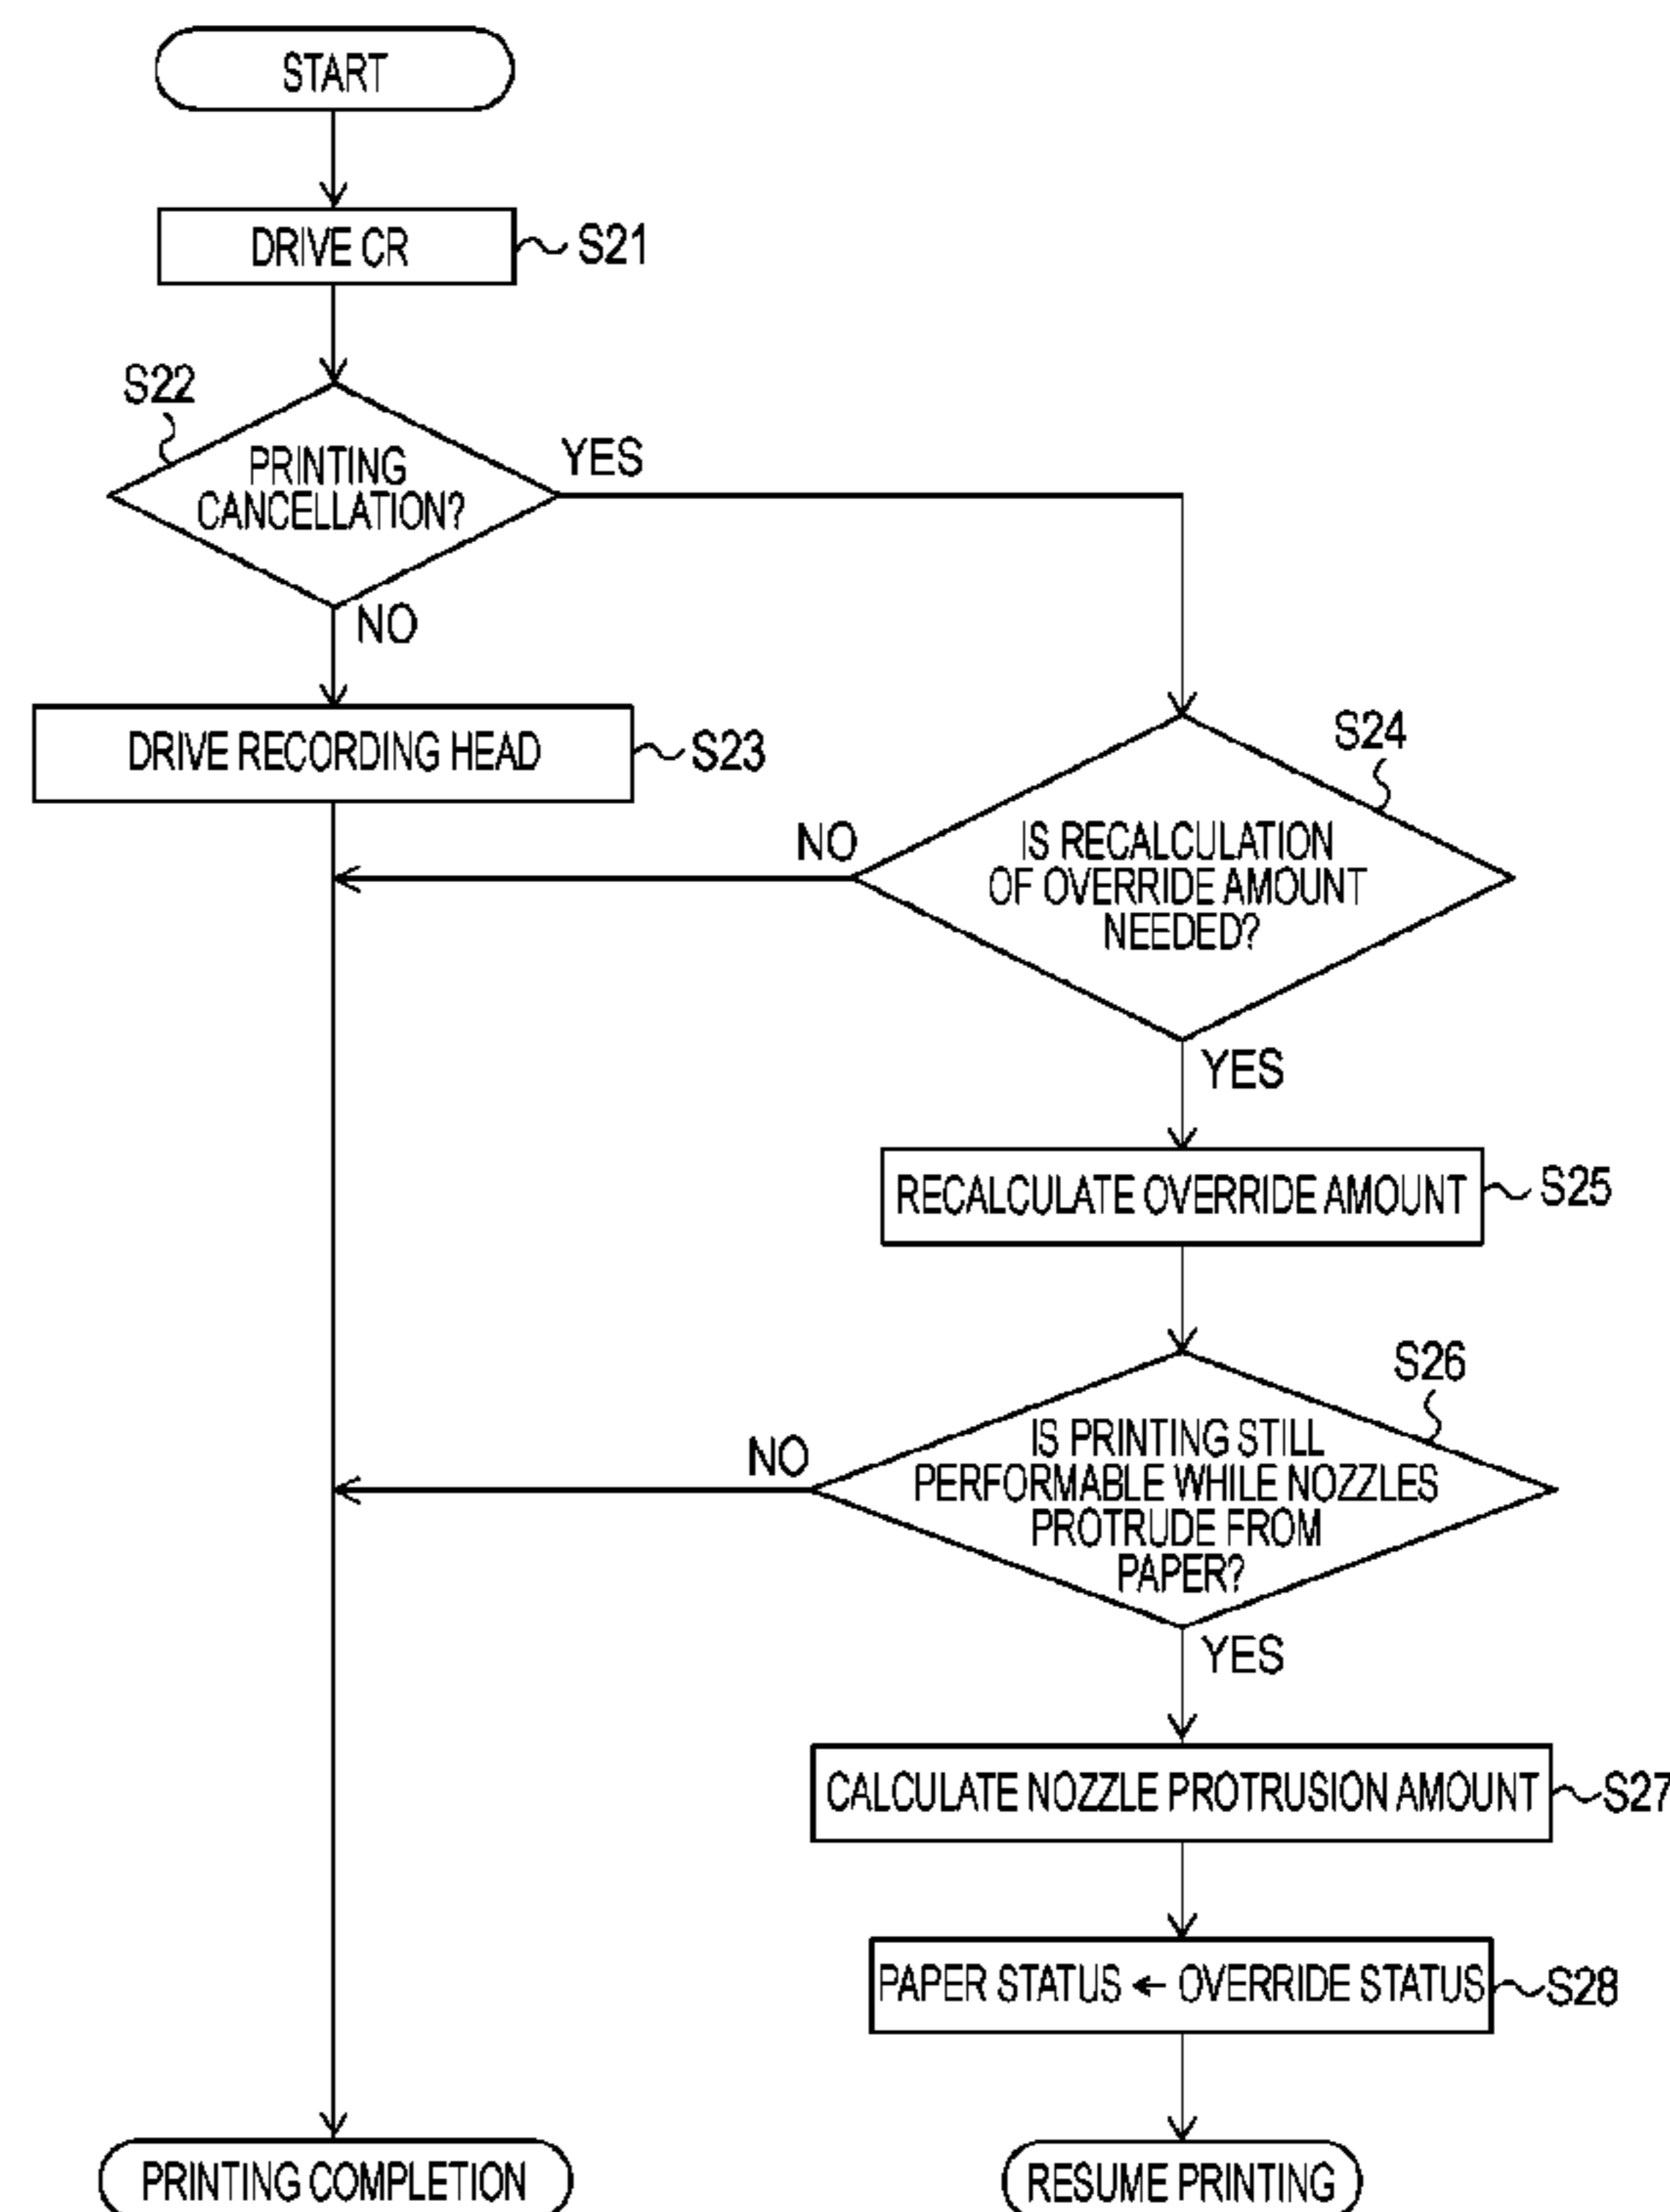 START
DRIVE CR
S21
S22
PRINTING
CANCELLATION?
YES
NO
DRIVE RECORDING HEAD
S23
S24
NO
IS RECALCULATION
OF OVERRIDE AMOUNT
NEEDED?
YES
RECALCULATE OVERRIDE AMOUNT
S25
S26
NO
IS PRINTING STILL
PERFORMABLE WHILE NOZZLES
PROTRUDE FROM
PAPER?
YES
CALCULATE NOZZLE PROTRUSION AMOUNT
S27
PAPER STATUS ← OVERRIDE STATUS
S28
PRINTING COMPLETION
RESUME PRINTING